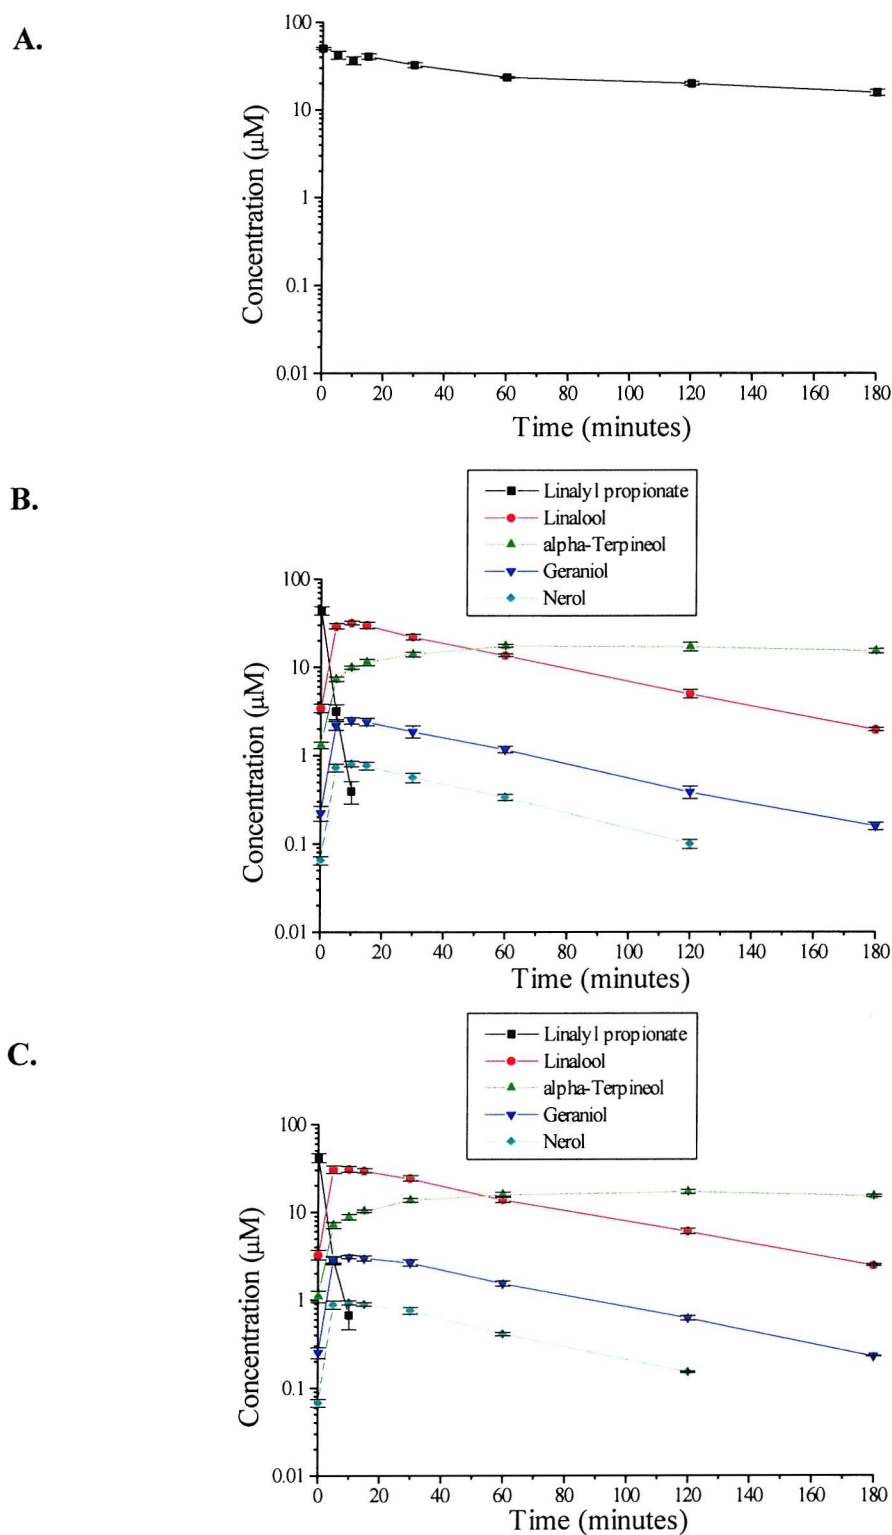 A.
Concentration (μM)
100
10
1
0.1
0.01
0 20 40 60 80 100 120 140 160 180
Time (minutes)
B.
Linalyl propionate
Linalool
alpha-Terpineol
Geraniol
Nerol
Concentration (μM)
100
10
1
0.1
0.01
0 20 40 60 80 100 120 140 160 180
Time (minutes)
C.
Linalyl propionate
Linalool
alpha-Terpineol
Geraniol
Nerol
Concentration (μM)
100
10
1
0.1
0.01
0 20 40 60 80 100 120 140 160 180
Time (minutes)